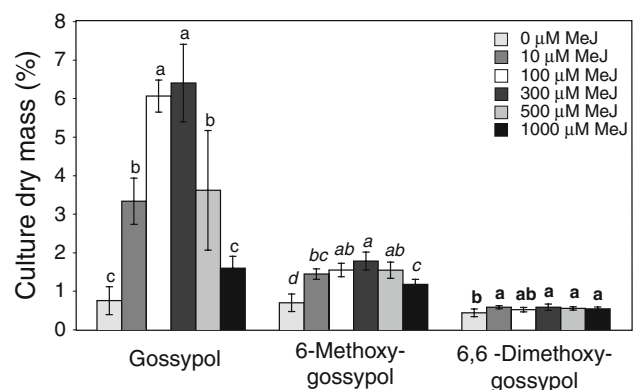 Culture dry mass (%)
8
7
6
5
4
3
2
1
0
0 µM MeJ
10 µM MeJ
100 µM MeJ
300 µM MeJ
500 µM MeJ
1000 µM MeJ
c
b
a
a
b
c
d
bc
ab
a
ab
c
b
a
ab
a
a
a
Gossypol
6-Methoxy-
gossypol
6,6 -Dimethoxy-
gossypol